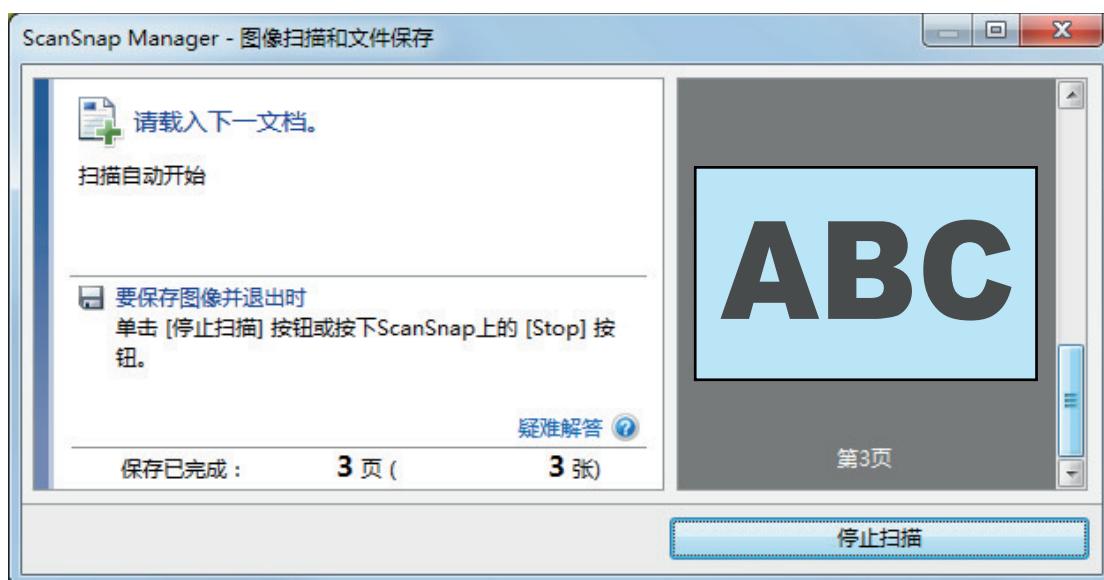 ScanSnap Manager - 图像扫描和文件保存
请载入下一文档。
扫描自动开始
要保存图像并退出时
单击 [停止扫描] 按钮或按下ScanSnap上的 [Stop] 按
钮。
疑难解答
保存已完成： 3 页 ( 3 张)
ABC
第3页
停止扫描